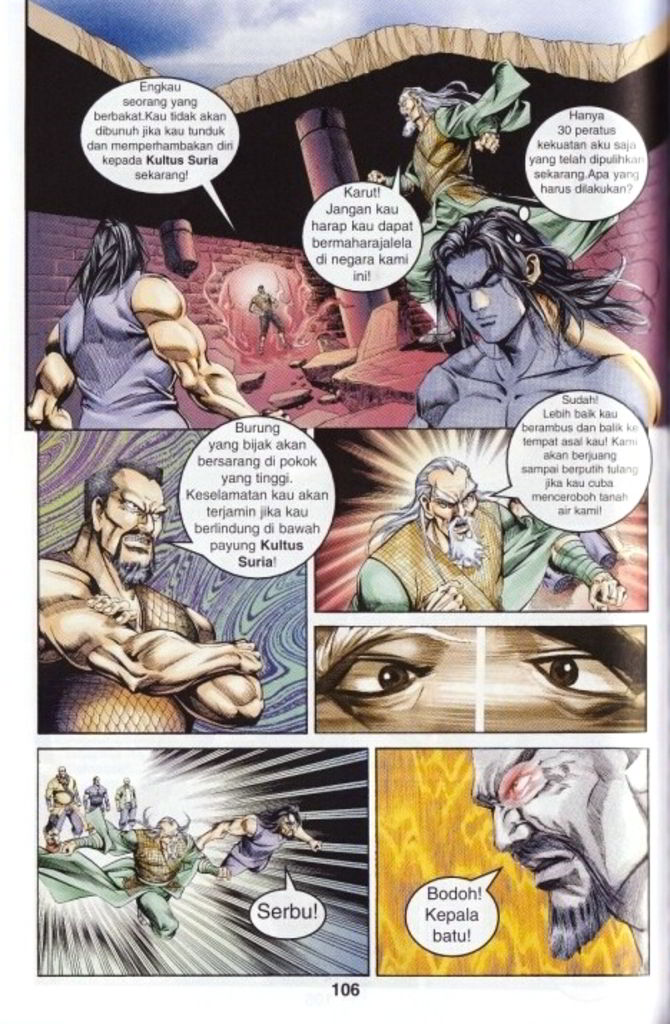 Engkau
seorang yang
berbakat.Kau tidak akan
dibunuh jika kau tunduk
dan memperhambakan diri
kepada Kultus Suria
sekarang!
Karut!
Jangan kau
harap kau dapat
bermaharajalela
di negara kami
ini!
Hanya
30 peratus
kekuatan aku saja
yang telah dipulihkan
sekarang.Apa yang
harus dilakukan?
Burung
yang bijak akan
bersarang di pokok
yang tinggi.
Keselamatan kau akan
terjamin jika kau
berlindung di bawah
payung Kultus
Suria!
Sudah!
Lebih baik kau
berambus dan balik ke
tempat asal kau! Kami
akan berjuang
sampai berputih tulang
jika kau cuba
menceroboh tanah
air kami!
Serbu!
Bodoh!
Kepala
batu!
106